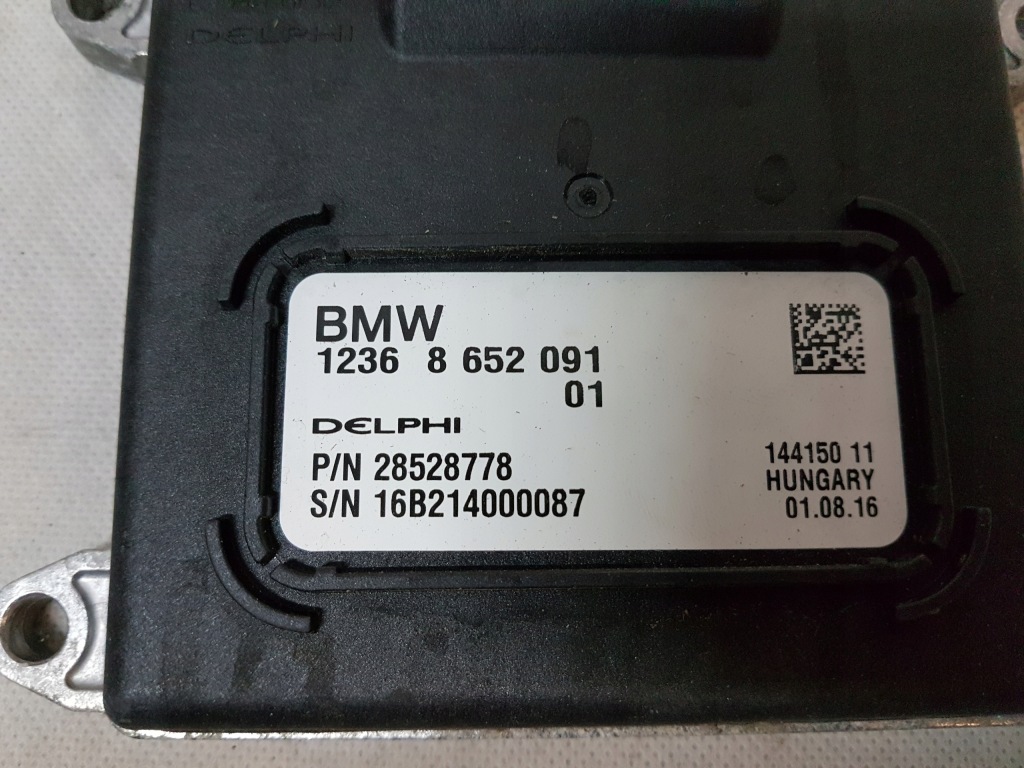 DELPHI
BMW
1236 8 652 091
01
DELPHI
P/N 28528778
S/N 16B214000087
144150 11
HUNGARY
01.08.16